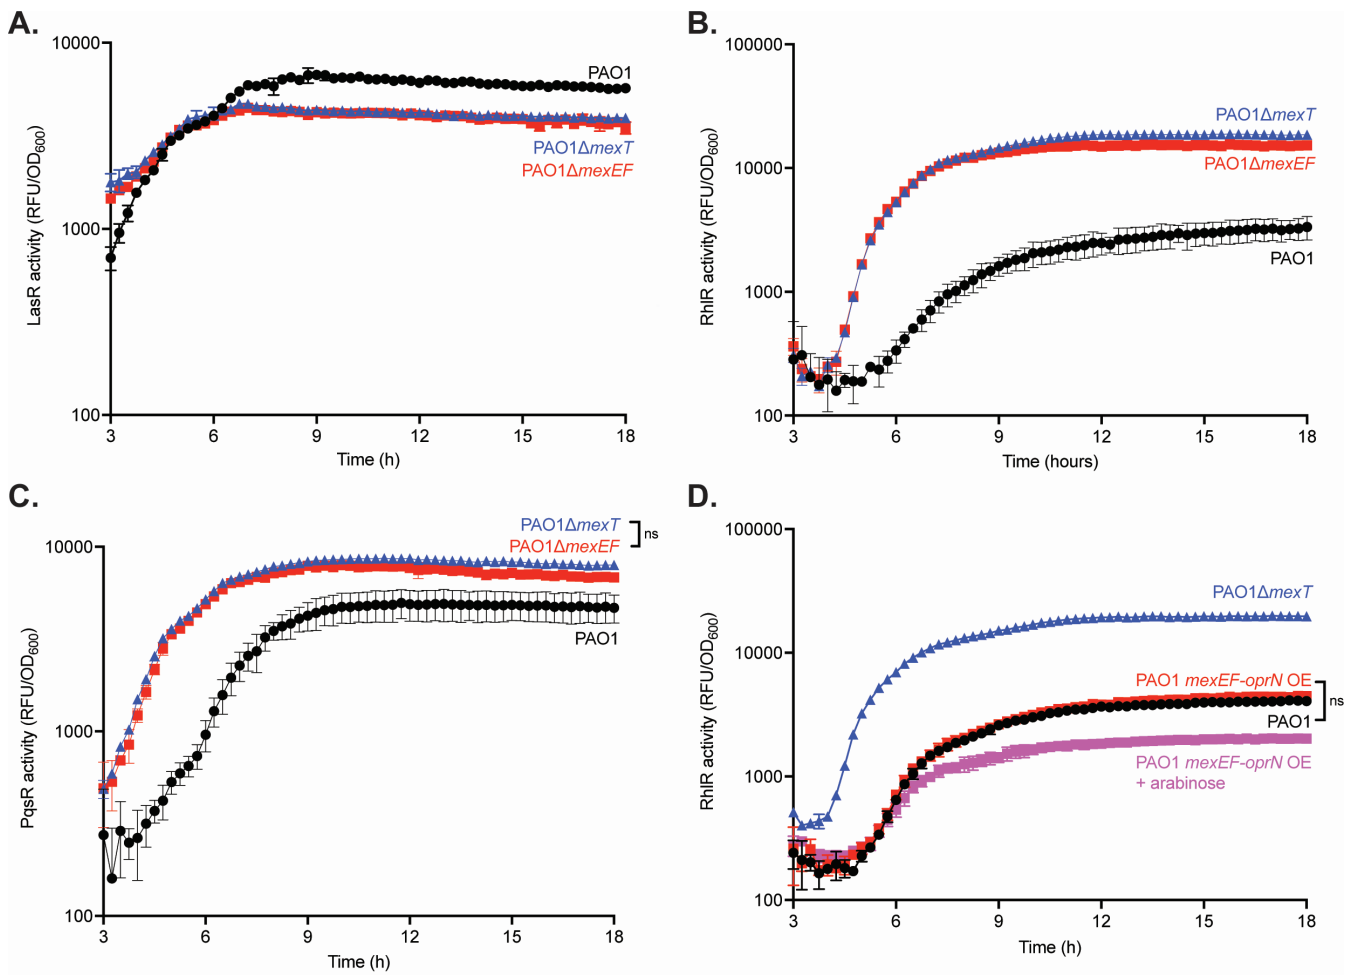 A.
10000
1000
100
LasR activity (RFU/OD600)
PAO1
PAO1ΔmexT
PAO1ΔmexEF
3 6 9 12 15 18
Time (h)
B.
100000
10000
1000
100
RhlR activity (RFU/OD600)
PAO1ΔmexT
PAO1ΔmexEF
PAO1
3 6 9 12 15 18
Time (hours)
C.
10000
1000
100
PqsR activity (RFU/OD600)
PAO1ΔmexT
PAO1ΔmexEF
ns
PAO1
3 6 9 12 15 18
Time (h)
D.
100000
10000
1000
100
RhlR activity (RFU/OD600)
PAO1ΔmexT
PAO1 mexEF-oprN OE
ns
PAO1
PAO1 mexEF-oprN OE
+ arabinose
3 6 9 12 15 18
Time (h)